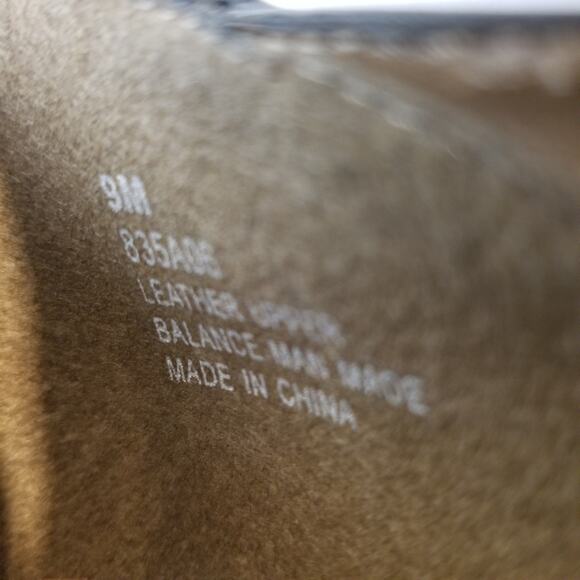 9M
835A06
LEATHER UPPER
BALANCE MAN MADE
MADE IN CHINA